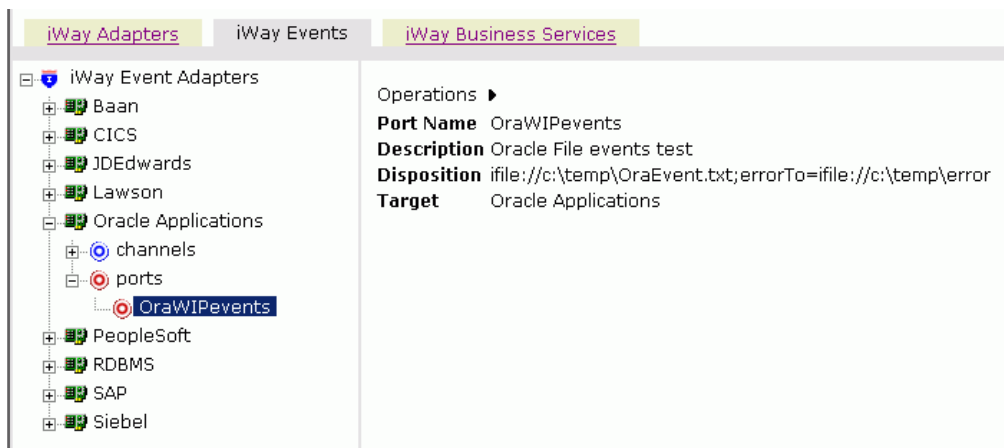 iWay Adapters iWay Events iWay Business Services
iWay Event Adapters
Baan
CICS
JDEdwards
Lawson
Oracle Applications
channels
ports
OraWIPevents
PeopleSoft
RDBMS
SAP
Siebel
Operations
Port Name OraWIPevents
Description Oracle File events test
Disposition ifile://c:\temp\OraEvent.txt;errorTo=ifile://c:\temp\error
Target Oracle Applications